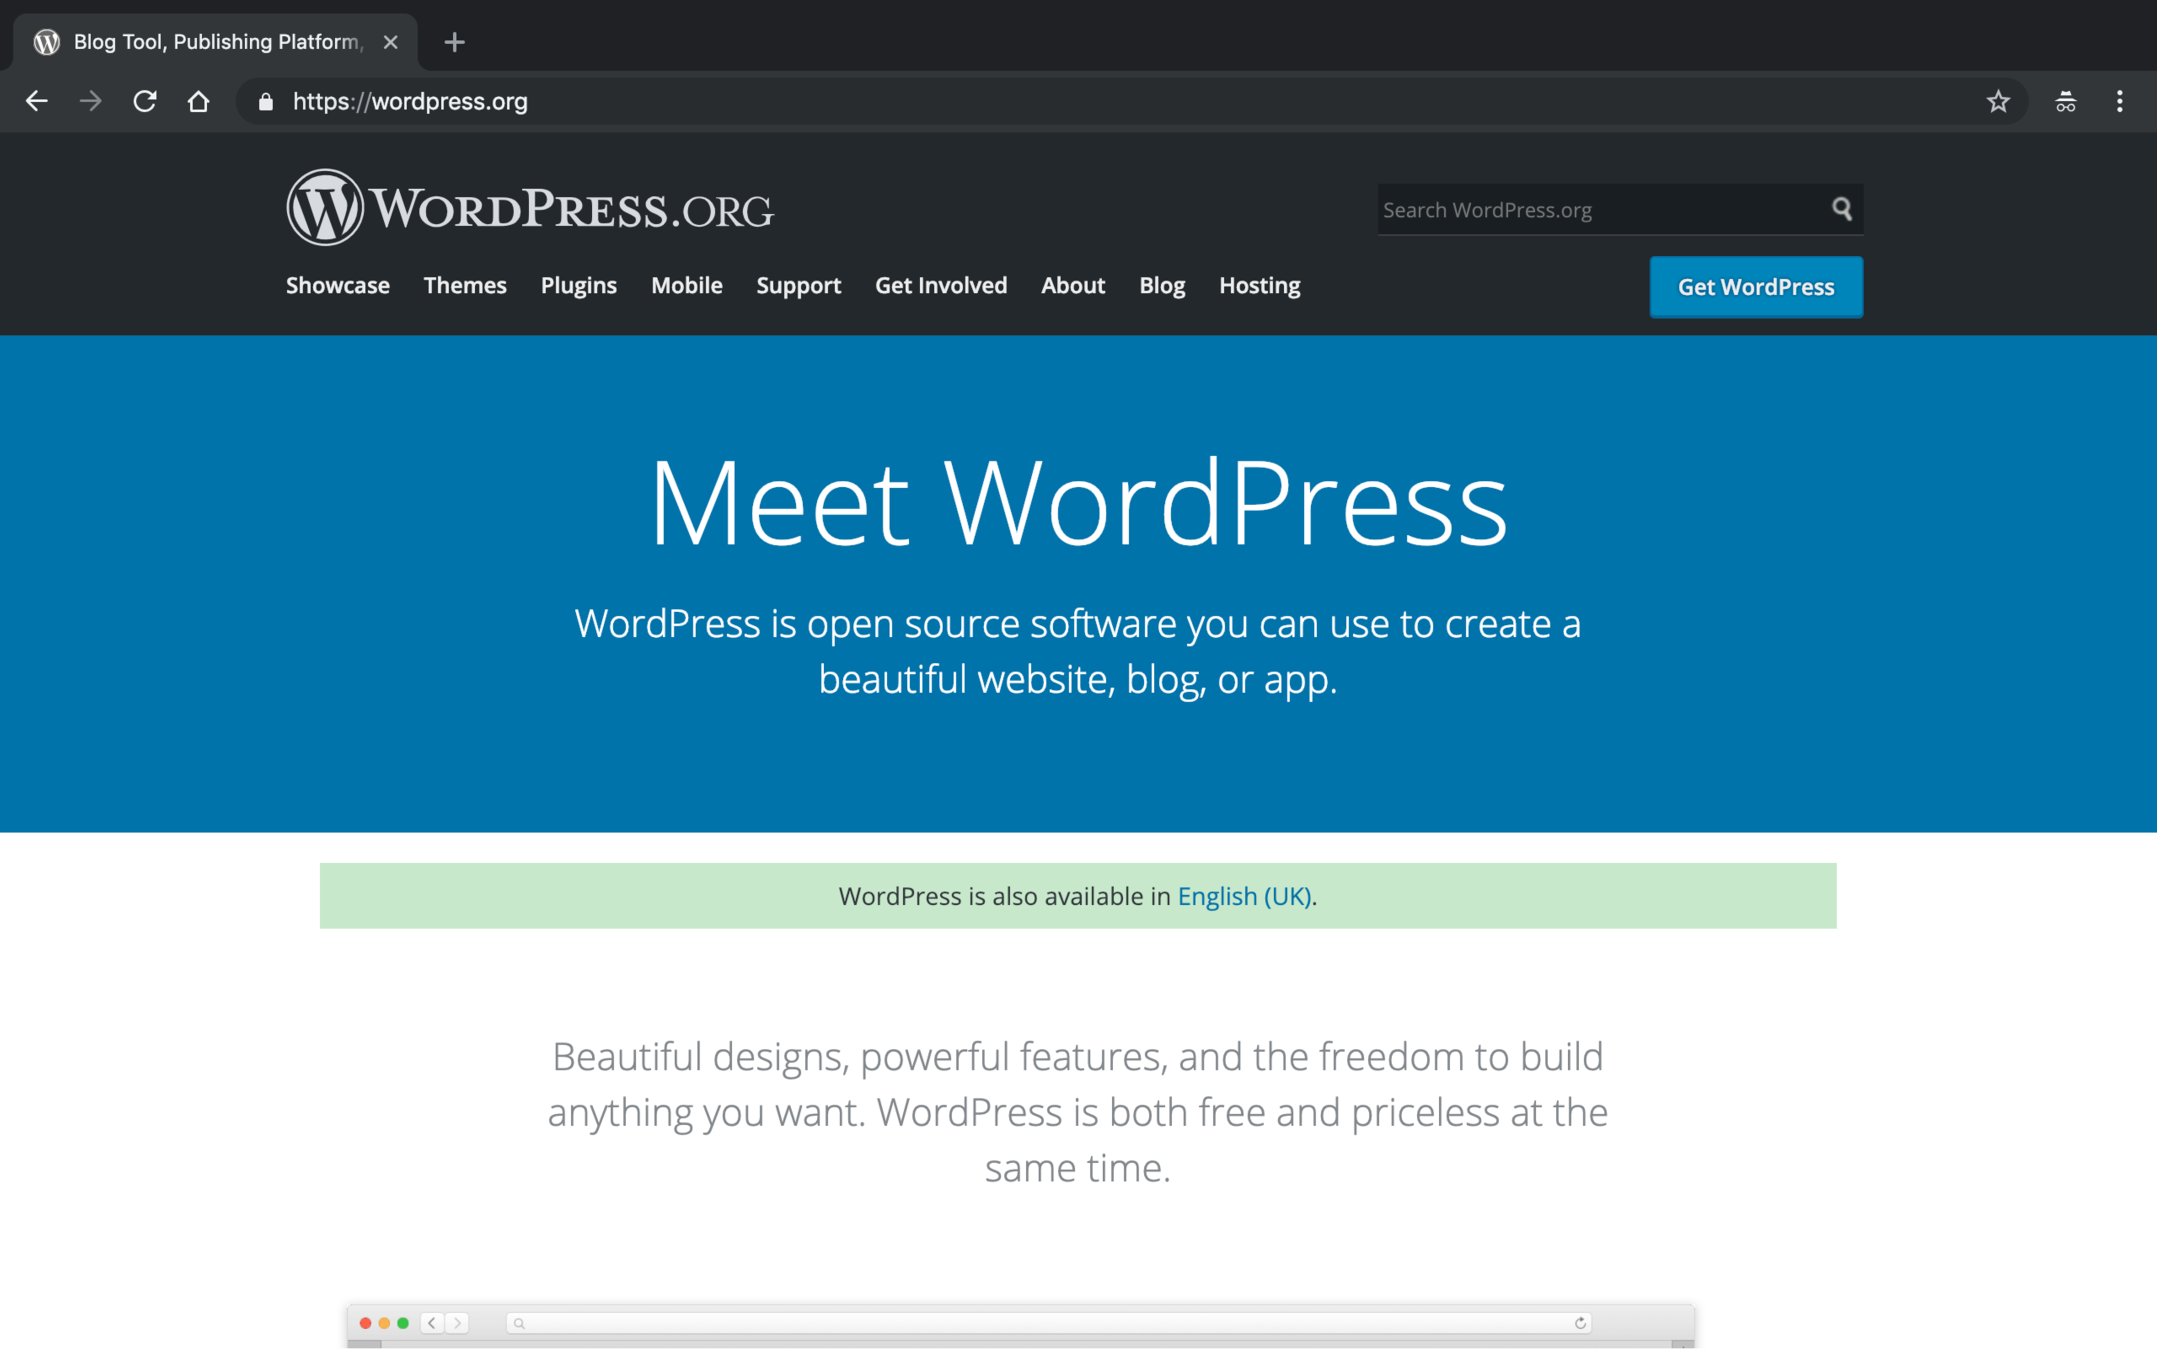 Blog Tool, Publishing Platform,
https://wordpress.org
WORDPRESS.ORG
Search WordPress.org
Showcase Themes Plugins Mobile Support Get Involved About Blog Hosting
Get WordPress
Meet WordPress
WordPress is open source software you can use to create a
beautiful website, blog, or app.
WordPress is also available in English (UK).
Beautiful designs, powerful features, and the freedom to build
anything you want. WordPress is both free and priceless at the
same time.